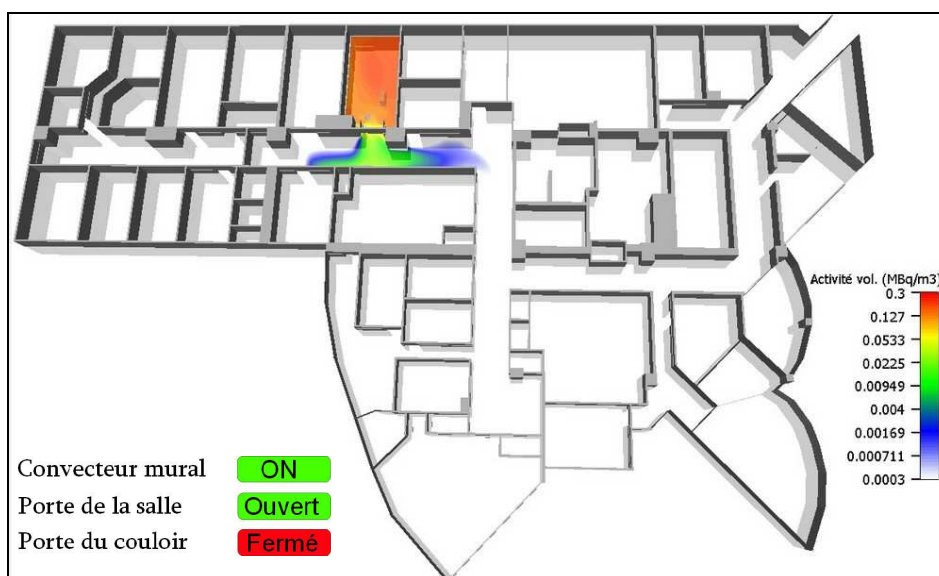 Activité vol. (MBq/m3)
0.3
0.127
0.0533
0.0225
0.00949
0.004
0.00169
0.000711
0.0003
Convecteur mural ON
Porte de la salle Ouvert
Porte du couloir Fermé